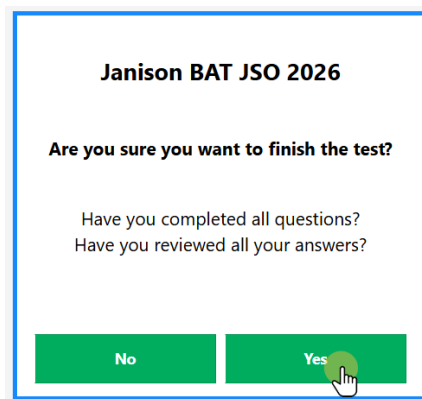 Janison BAT JSO 2026
Are you sure you want to finish the test?
Have you completed all questions?
Have you reviewed all your answers?
No
Yes